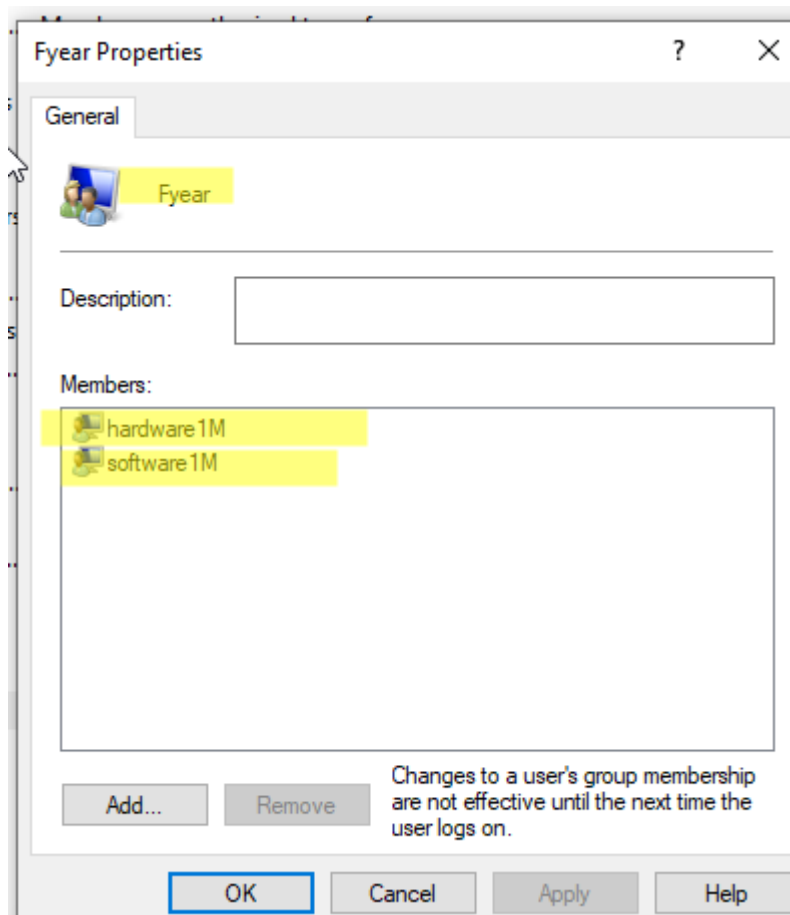 Fyear Properties
?
General
Fyear
Description:
Members:
hardware1M
software1M
Add...
Remove
Changes to a user's group membership
are not effective until the next time the
user logs on.
OK
Cancel
Apply
Help